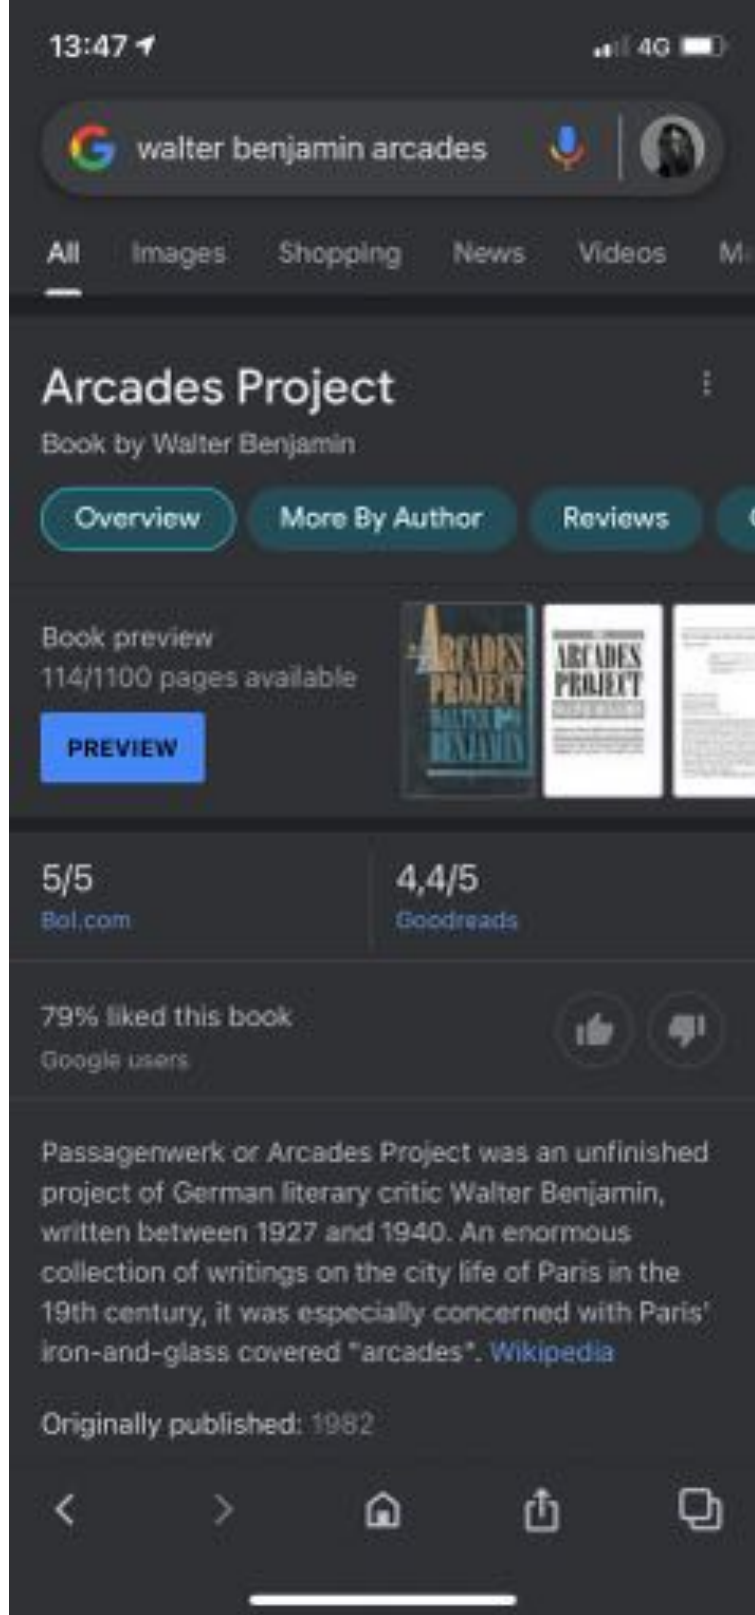 13:47
4G
walter benjamin arcades
All Images Shopping News Videos
Arcades Project
Book by Walter Benjamin
Overview More By Author Reviews
Book preview
114/1100 pages available
PREVIEW
ARCADES
PROJECT
WALTER
BENJAMIN
ARCADES
PROJECT
5/5
Bol.com
4,4/5
Goodreads
79% liked this book
Google users
Passagenwerk or Arcades Project was an unfinished
project of German literary critic Walter Benjamin,
written between 1927 and 1940. An enormous
collection of writings on the city life of Paris in the
19th century, it was especially concerned with Paris'
iron-and-glass covered "arcades". Wikipedia
Originally published: 1982